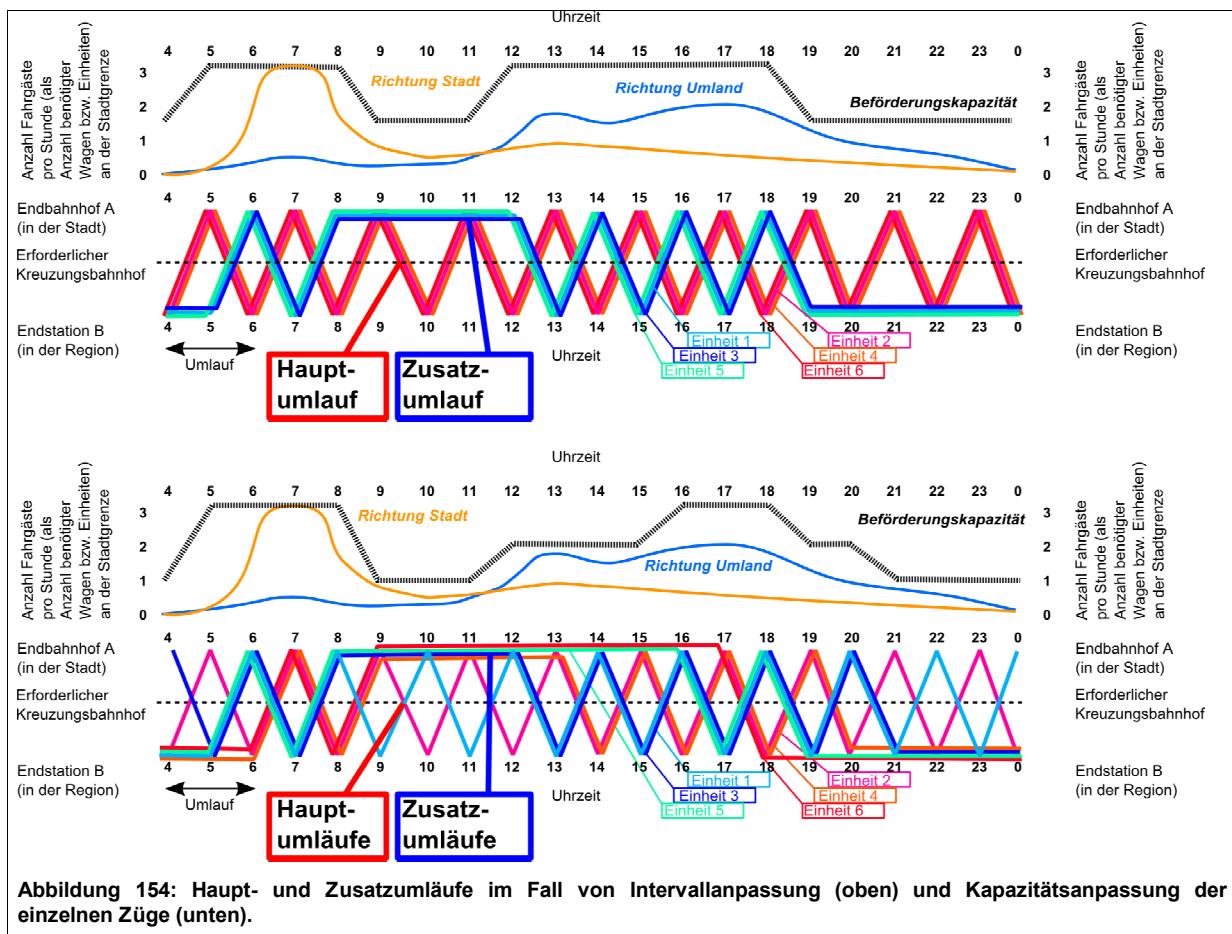 Uhrzeit
4 5 6 7 8 9 10 11 12 13 14 15 16 17 18 19 20 21 22 23 0
Anzahl Fahrgäste
pro Stunde (als
Anzahl benötigter
Wagen bzw. Einheiten)
an der Stadtgrenze
3
2
1
0
Richtung Stadt
Richtung Umland
Beförderungskapazität
3
2
1
0
Anzahl Fahrgäste
pro Stunde (als
Anzahl benötigter
Wagen bzw. Einheiten)
an der Stadtgrenze
4 5 6 7 8 9 10 11 12 13 14 15 16 17 18 19 20 21 22 23 0
Endbahnhof A
(in der Stadt)
Erforderlicher
Kreuzungsbahnhof
Endstation B
(in der Region)
Endbahnhof A
(in der Stadt)
Erforderlicher
Kreuzungsbahnhof
Endstation B
(in der Region)
4 5 6 7 8 9 10 11 12 13 14 15 16 17 18 19 20 21 22 23 0
Umlauf
Uhrzeit
Haupt-
umlauf
Zusatz-
umlauf
Einheit 1
Einheit 2
Einheit 3
Einheit 4
Einheit 5
Einheit 6
Uhrzeit
4 5 6 7 8 9 10 11 12 13 14 15 16 17 18 19 20 21 22 23 0
Anzahl Fahrgäste
pro Stunde (als
Anzahl benötigter
Wagen bzw. Einheiten)
an der Stadtgrenze
3
2
1
0
Richtung Stadt
Richtung Umland
Beförderungskapazität
3
2
1
0
Anzahl Fahrgäste
pro Stunde (als
Anzahl benötigter
Wagen bzw. Einheiten)
an der Stadtgrenze
4 5 6 7 8 9 10 11 12 13 14 15 16 17 18 19 20 21 22 23 0
Endbahnhof A
(in der Stadt)
Erforderlicher
Kreuzungsbahnhof
Endstation B
(in der Region)
Endbahnhof A
(in der Stadt)
Erforderlicher
Kreuzungsbahnhof
Endstation B
(in der Region)
4 5 6 7 8 9 10 11 12 13 14 15 16 17 18 19 20 21 22 23 0
Umlauf
Uhrzeit
Haupt-
umläufe
Zusatz-
umläufe
Einheit 1
Einheit 2
Einheit 3
Einheit 4
Einheit 5
Einheit 6
Abbildung 154: Haupt- und Zusatzumläufe im Fall von Intervallanpassung (oben) und Kapazitätsanpassung der
einzelnen Züge (unten).